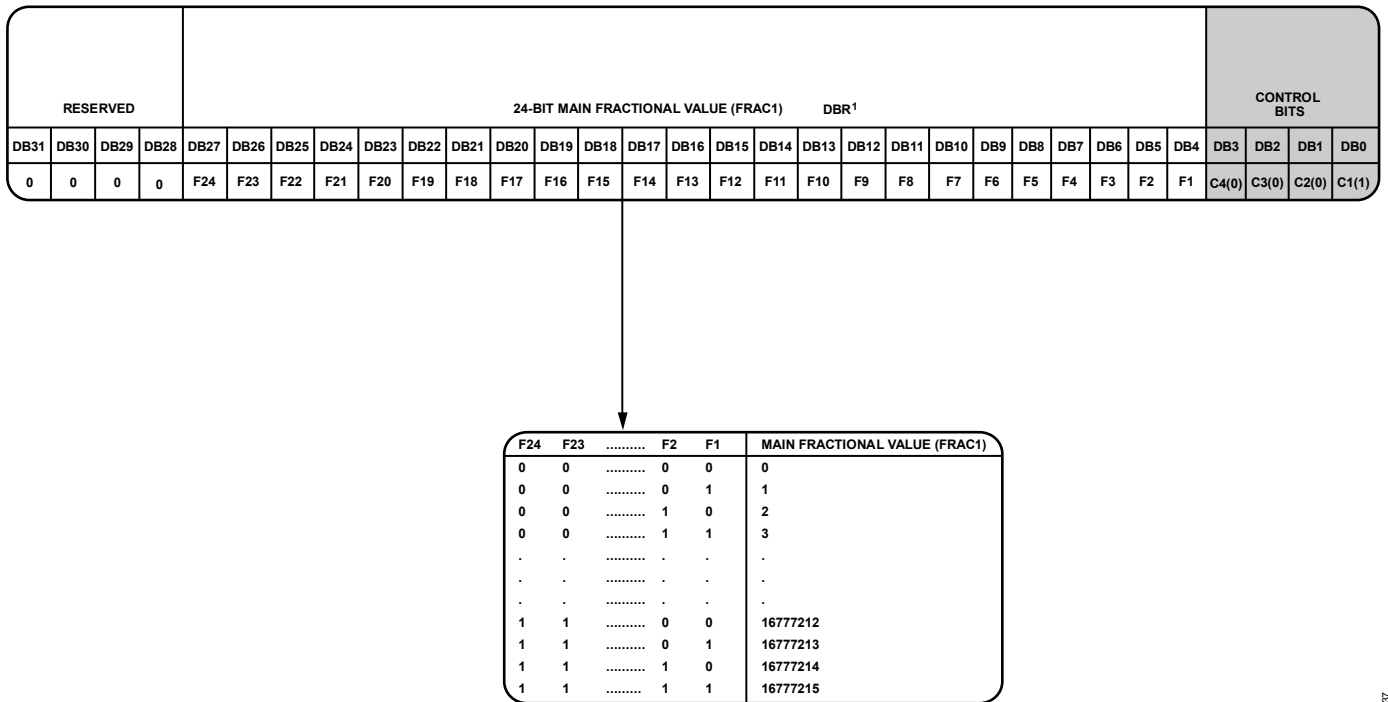 RESERVED 24-BIT MAIN FRACTIONAL VALUE (FRAC1) DBR1 CONTROL
BITS
DB31 DB30 DB29 DB28 DB27 DB26 DB25 DB24 DB23 DB22 DB21 DB20 DB19 DB18 DB17 DB16 DB15 DB14 DB13 DB12 DB11 DB10 DB9 DB8 DB7 DB6 DB5 DB4 DB3 DB2 DB1 DB0
0 0 0 0 F24 F23 F22 F21 F20 F19 F18 F17 F16 F15 F14 F13 F12 F11 F10 F9 F8 F7 F6 F5 F4 F3 F2 F1 C4(0) C3(0) C2(0) C1(1)
F24 F23 .......... F2 F1 MAIN FRACTIONAL VALUE (FRAC1)
0 0 .......... 0 0 0
0 0 .......... 0 1 1
0 0 .......... 1 0 2
0 0 .......... 1 1 3
. . .......... . . .
. . .......... . . .
. . .......... . . .
1 1 .......... 0 0 16777212
1 1 .......... 0 1 16777213
1 1 .......... 1 0 16777214
1 1 ......... 1 1 16777215
37